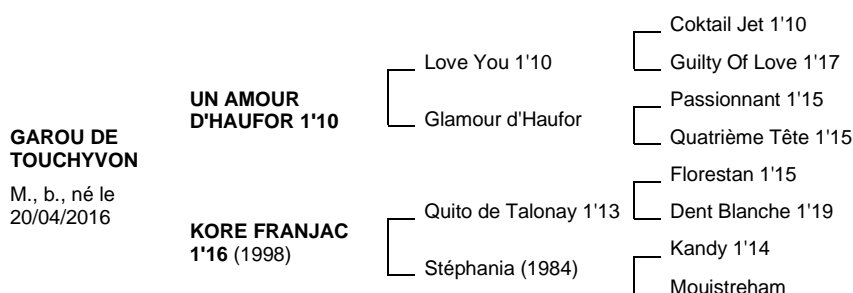 GAROU DE
TOUCHYVON
M., b., né le
20/04/2016
UN AMOUR
D'HAUFOR 1'10
KORE FRANJAC
1'16 (1998)
Love You 1'10
Glamour d'Haufor
Quito de Talonay 1'13
Stéphania (1984)
Coktail Jet 1'10
Guilty Of Love 1'17
Passionnant 1'15
Quatrième Tête 1'15
Florestan 1'15
Dent Blanche 1'19
Kandy 1'14
Mouistreham